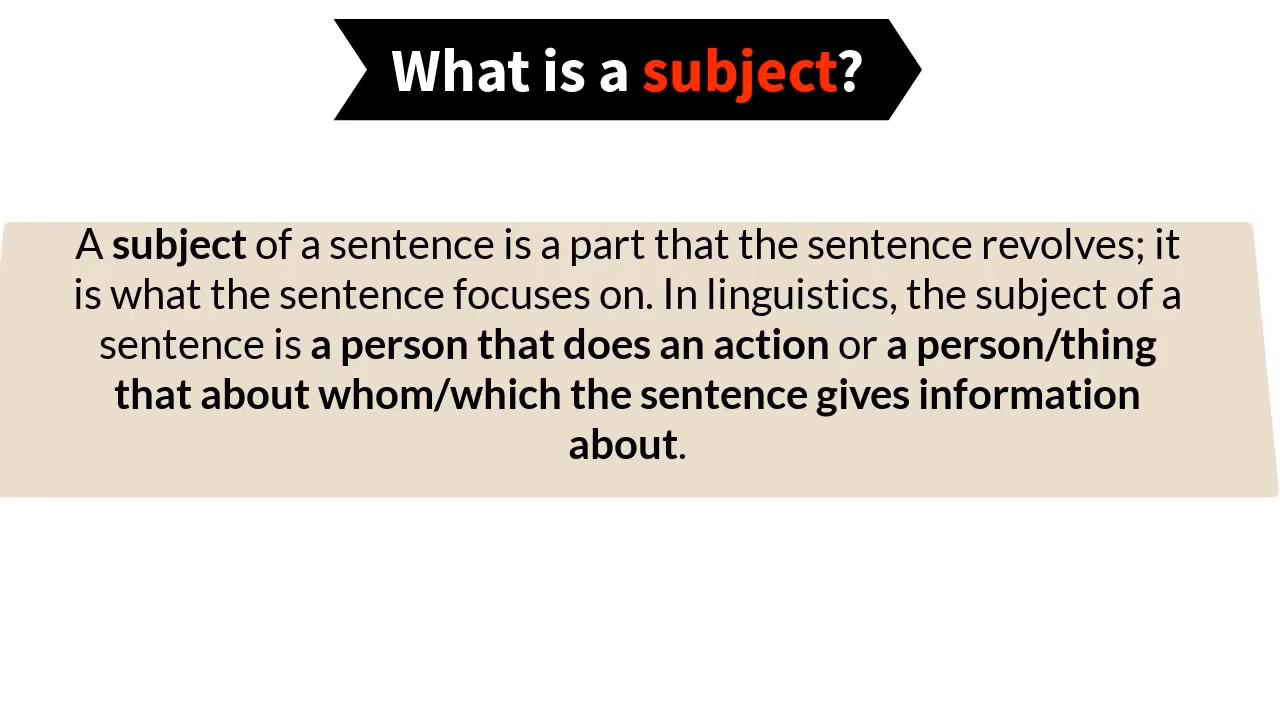 What is a subject?
A subject of a sentence is a part that the sentence revolves; it
is what the sentence focuses on. In linguistics, the subject of a
sentence is a person that does an action or a person/thing
that about whom/which the sentence gives information
about.